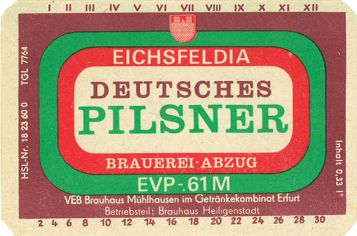 I II III IV V VI VII VIII IX X XI XII
EICHSFELDIA
DEUTSCHES
PILSNER
BRAUEREI-ABZUG
EVP -.61 M
VEB Brauhaus Mühlhausen im Getränkekombinat Erfurt
Betriebsteil: Brauhaus Heiligenstadt
2 4 6 8 10 12 14 16 18 20 22 24 26 28 30
HSL-Nr. 18 23 60 0 TGL 7764
Inhalt 0,33 l